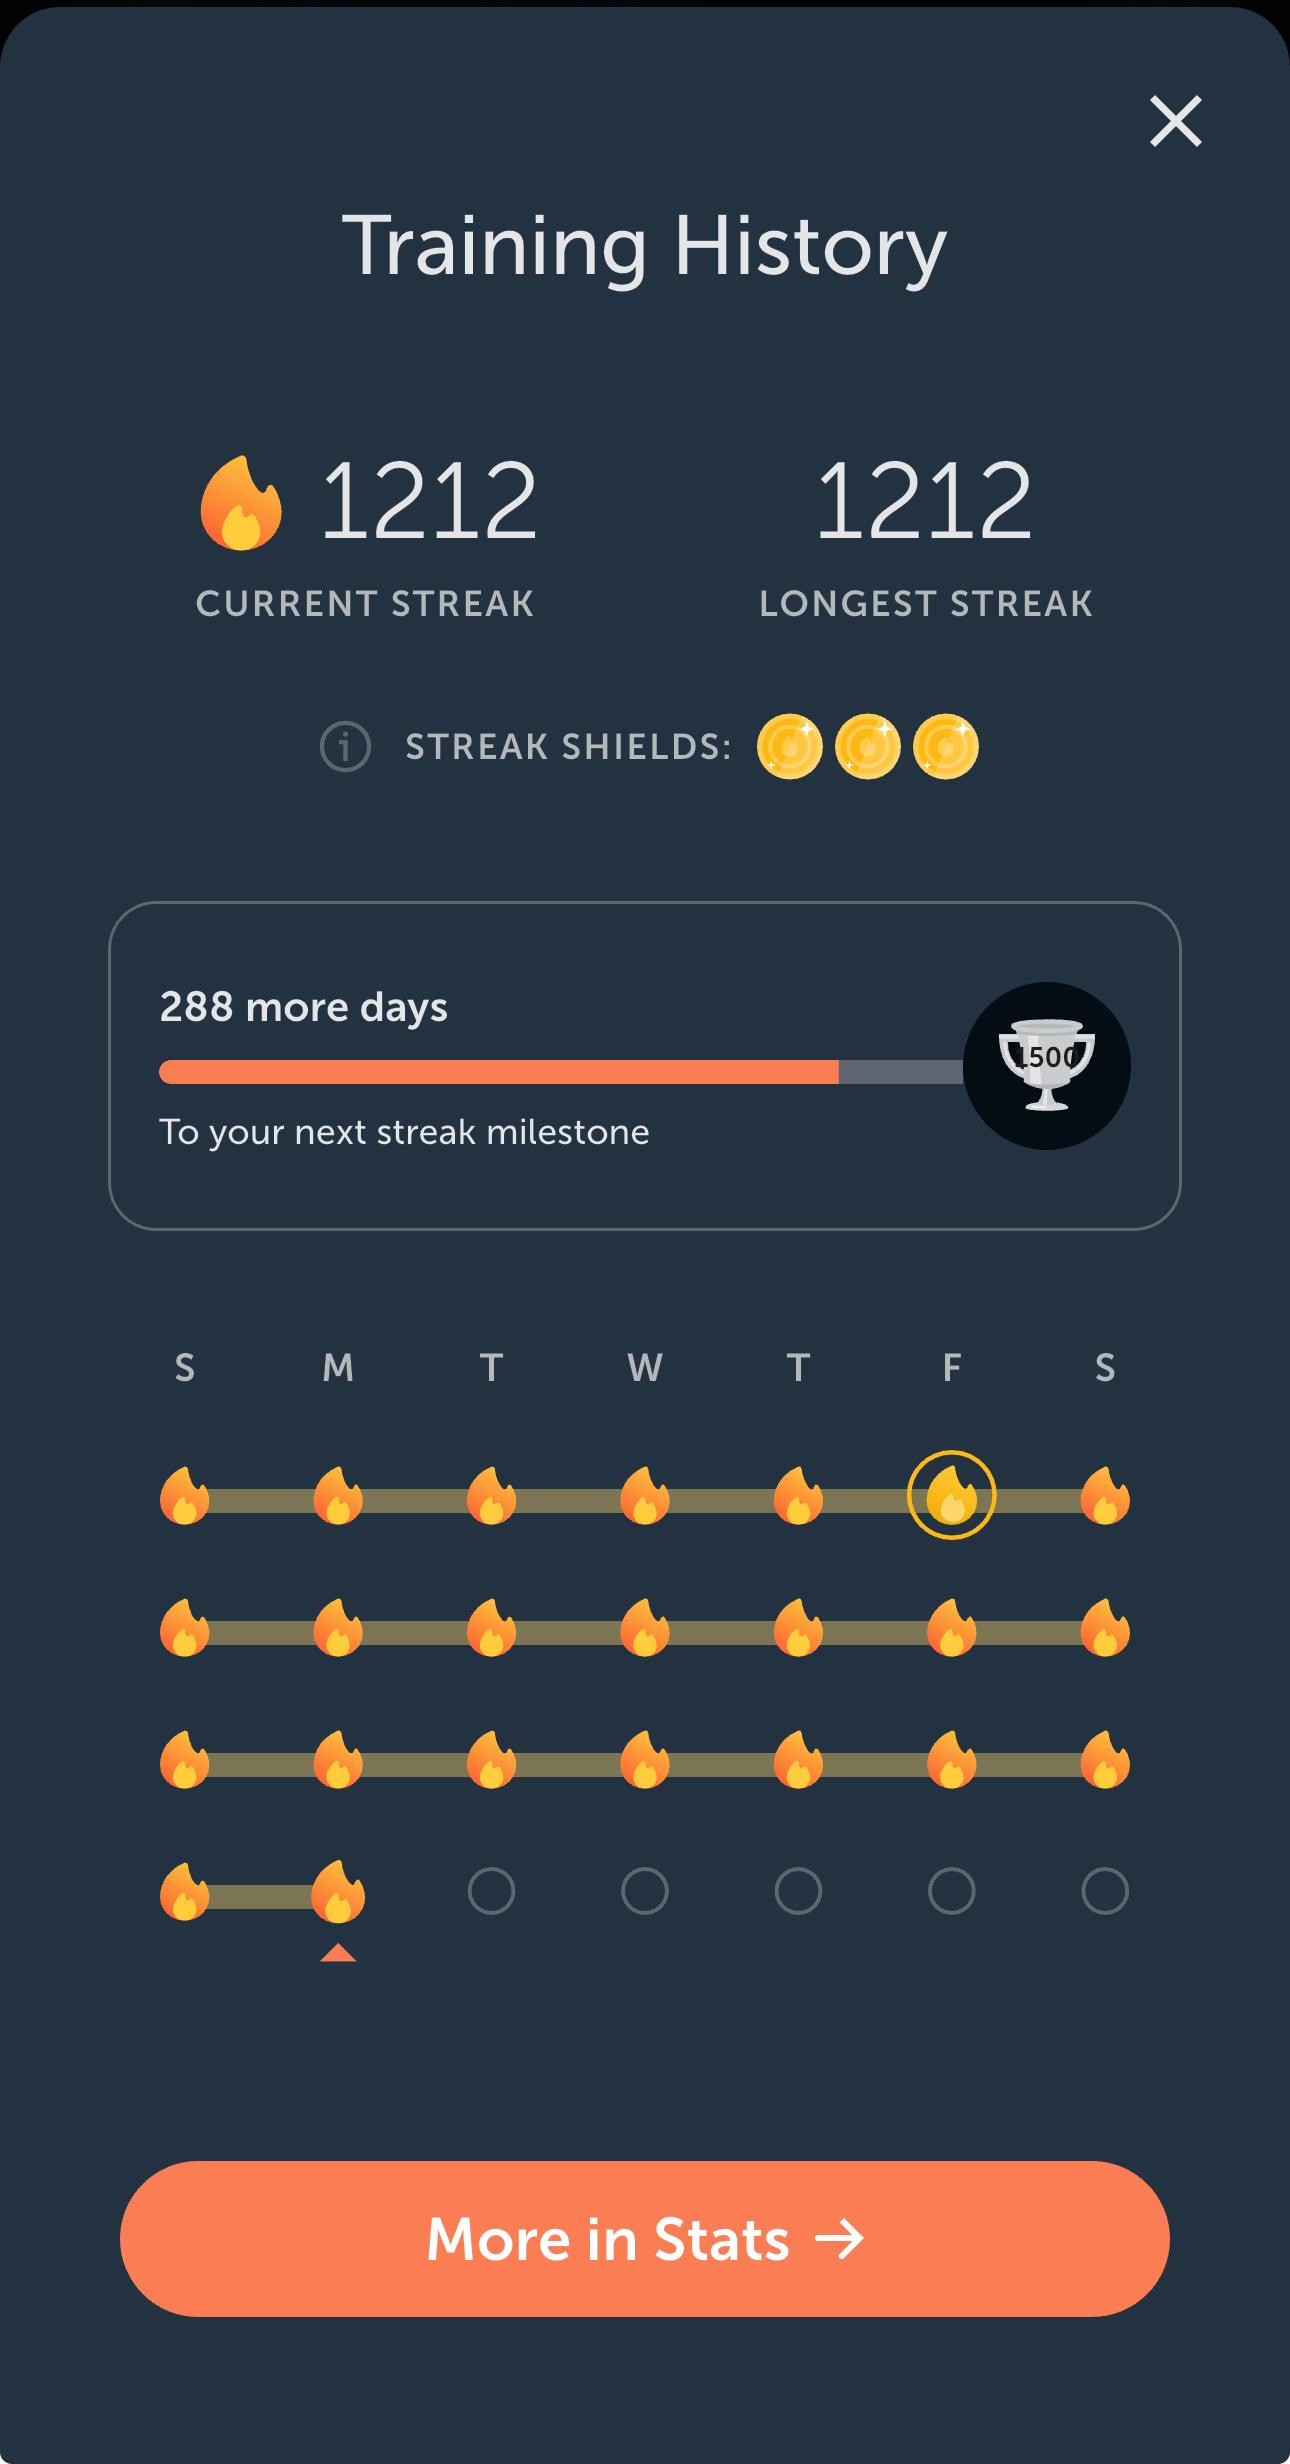 Training History
1212 1212
CURRENT STREAK LONGEST STREAK
STREAK SHIELDS:
288 more days
1500
To your next streak milestone
S M T W T F S
More in Stats →